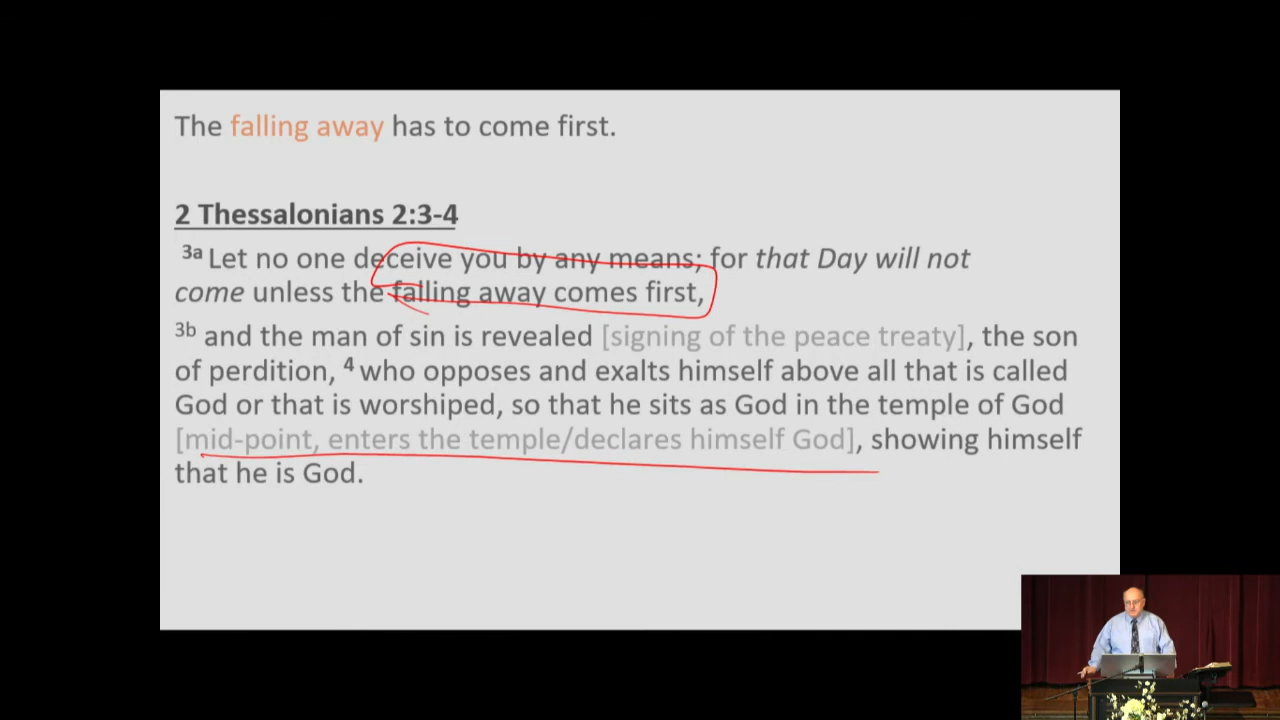 The falling away has to come first.
2 Thessalonians 2:3-4
3a Let no one deceive you by any means; for that Day will not
come unless the falling away comes first,
3b and the man of sin is revealed [signing of the peace treaty], the son
of perdition, 4 who opposes and exalts himself above all that is called
God or that is worshiped, so that he sits as God in the temple of God
[mid-point, enters the temple/declares himself God], showing himself
that he is God.